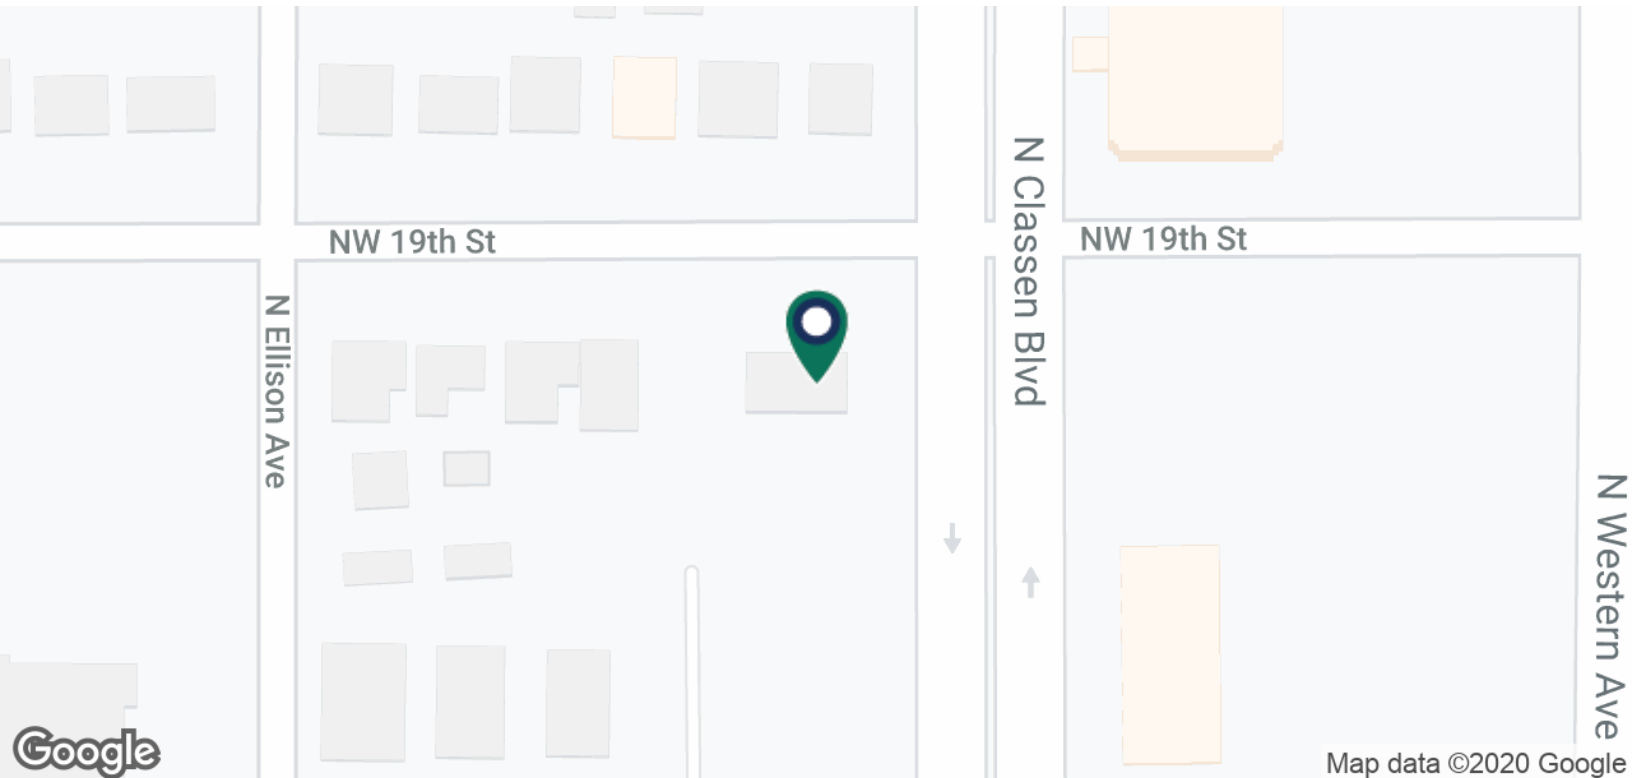 N Classen Blvd
NW 19th St
NW 19th St
N Ellison Ave
N Western Ave
Google
Map data ©2020 Google